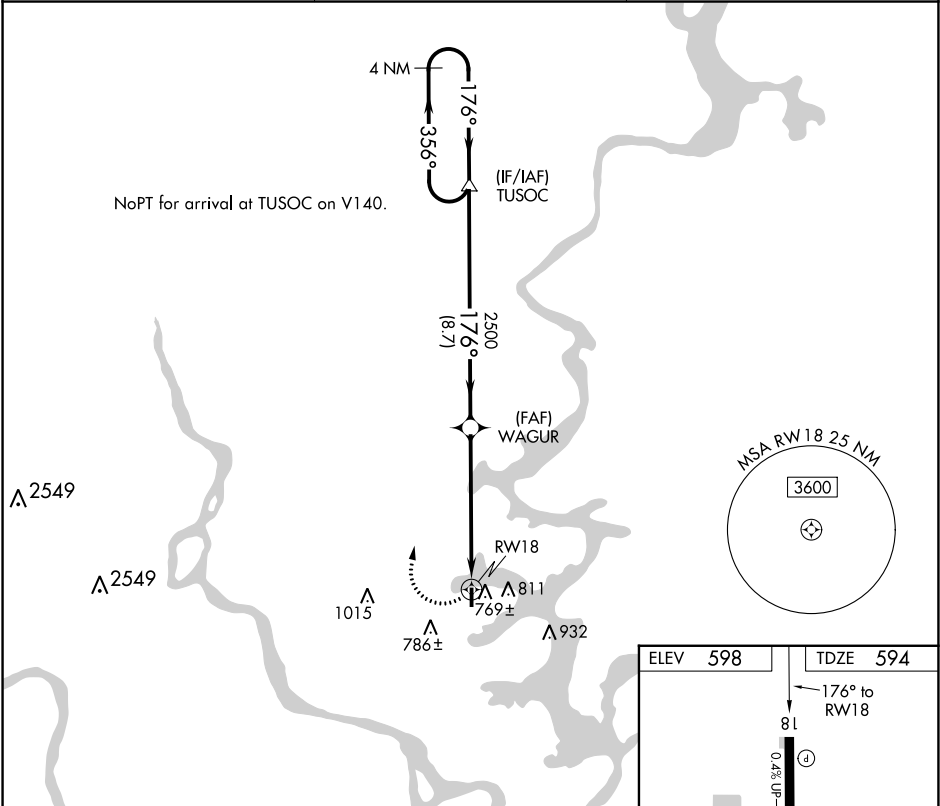 4 NM
176°
356°
(IF/IAF)
TUSOC
NoPT for arrival at TUSOC on V140.
2500
176°
(8.7)
(FAF)
WAGUR
MSA RW18 25 NM
3600
2549
2549
RW18
811
769±
1015
786±
932
ELEV 598
TDZE 594
176° to
RW18
18
P
0.4% UP